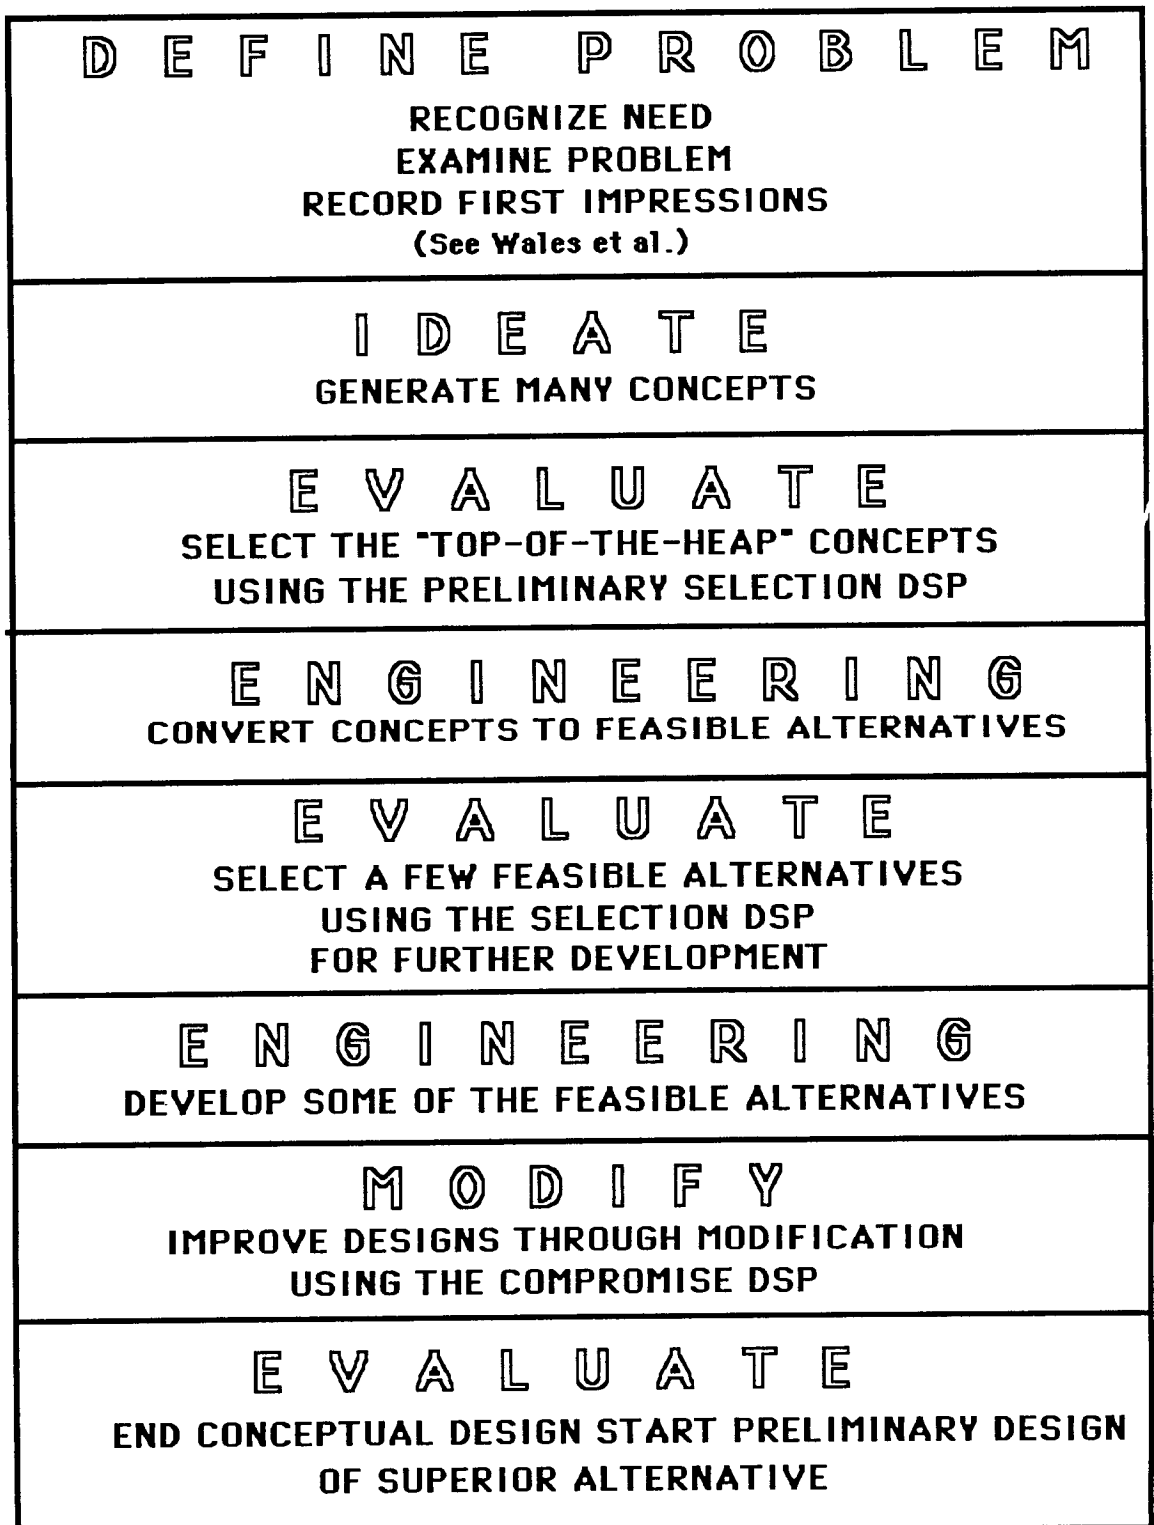 DEFINE PROBLEM
RECOGNIZE NEED
EXAMINE PROBLEM
RECORD FIRST IMPRESSIONS
(See Wales et al.)
IDEATE
GENERATE MANY CONCEPTS
EVALUATE
SELECT THE "TOP-OF-THE-HEAP" CONCEPTS
USING THE PRELIMINARY SELECTION DSP
ENGINEERING
CONVERT CONCEPTS TO FEASIBLE ALTERNATIVES
EVALUATE
SELECT A FEW FEASIBLE ALTERNATIVES
USING THE SELECTION DSP
FOR FURTHER DEVELOPMENT
ENGINEERING
DEVELOP SOME OF THE FEASIBLE ALTERNATIVES
MODIFY
IMPROVE DESIGNS THROUGH MODIFICATION
USING THE COMPROMISE DSP
EVALUATE
END CONCEPTUAL DESIGN START PRELIMINARY DESIGN
OF SUPERIOR ALTERNATIVE